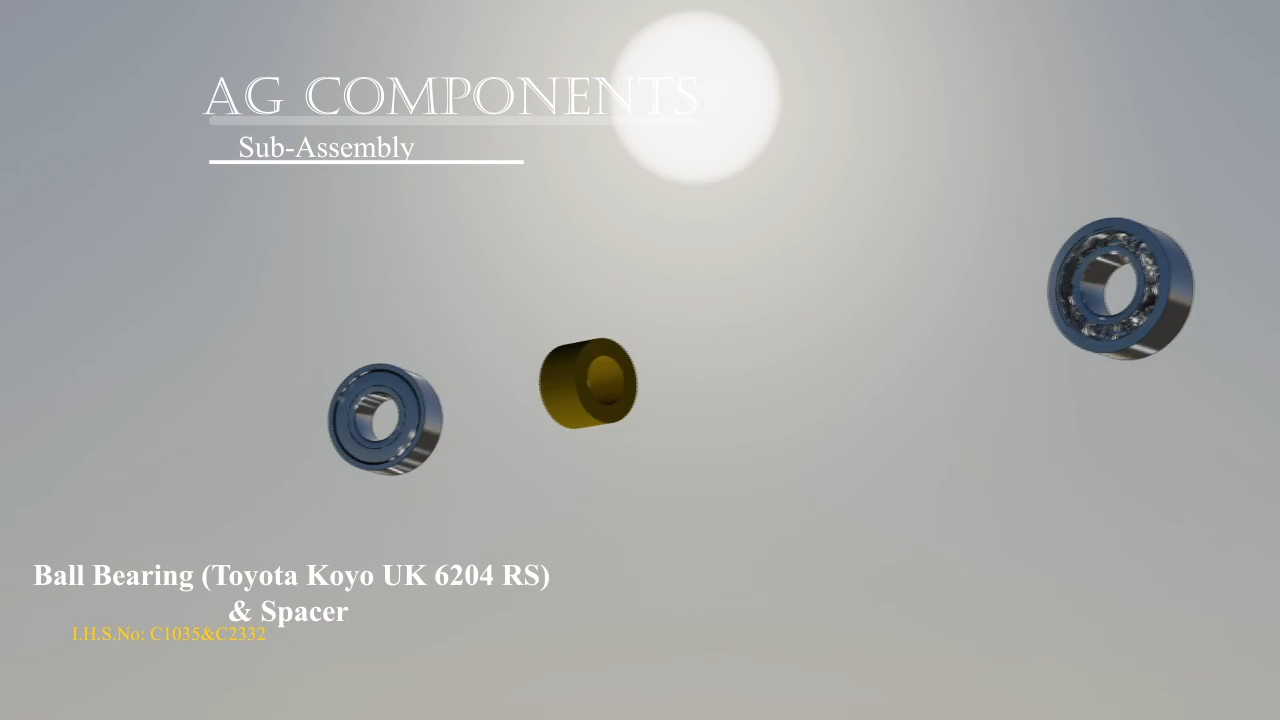 AG COMPONENTS
Sub-Assembly
Ball Bearing (Toyota Koyo UK 6204 RS)
& Spacer
I.H.S.No: C1035&C2332